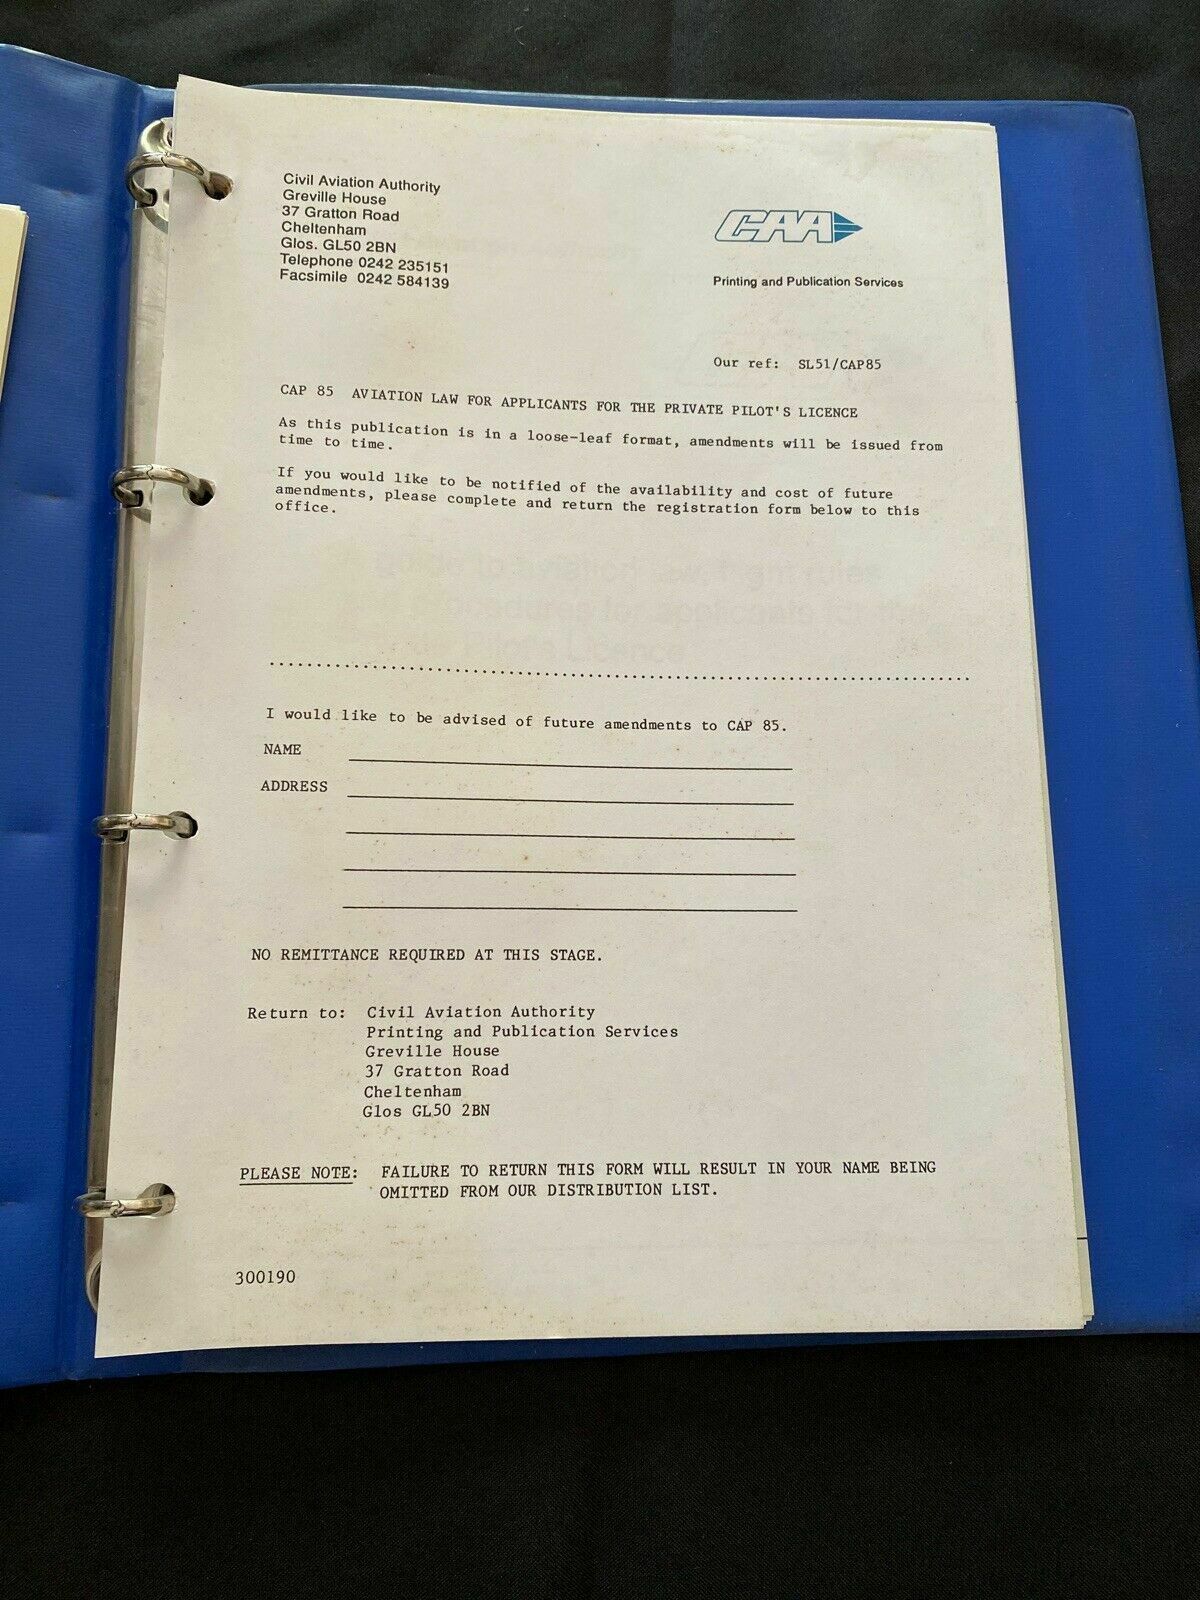 Civil Aviation Authority
Greville House
37 Gratton Road
Cheltenham
Glos. GL50 2BN
Telephone 0242 235151
Facsimile 0242 584139
CAA
Printing and Publication Services
Our ref: SL51/CAP85
CAP 85 AVIATION LAW FOR APPLICANTS FOR THE PRIVATE PILOT'S LICENCE
As this publication is in a loose-leaf format, amendments will be issued from
time to time.
If you would like to be notified of the availability and cost of future
amendments, please complete and return the registration form below to this
office.
I would like to be advised of future amendments to CAP 85.
NAME
ADDRESS
NO REMITTANCE REQUIRED AT THIS STAGE.
Return to: Civil Aviation Authority
Printing and Publication Services
Greville House
37 Gratton Road
Cheltenham
Glos GL50 2BN
PLEASE NOTE: FAILURE TO RETURN THIS FORM WILL RESULT IN YOUR NAME BEING
OMITTED FROM OUR DISTRIBUTION LIST.
300190